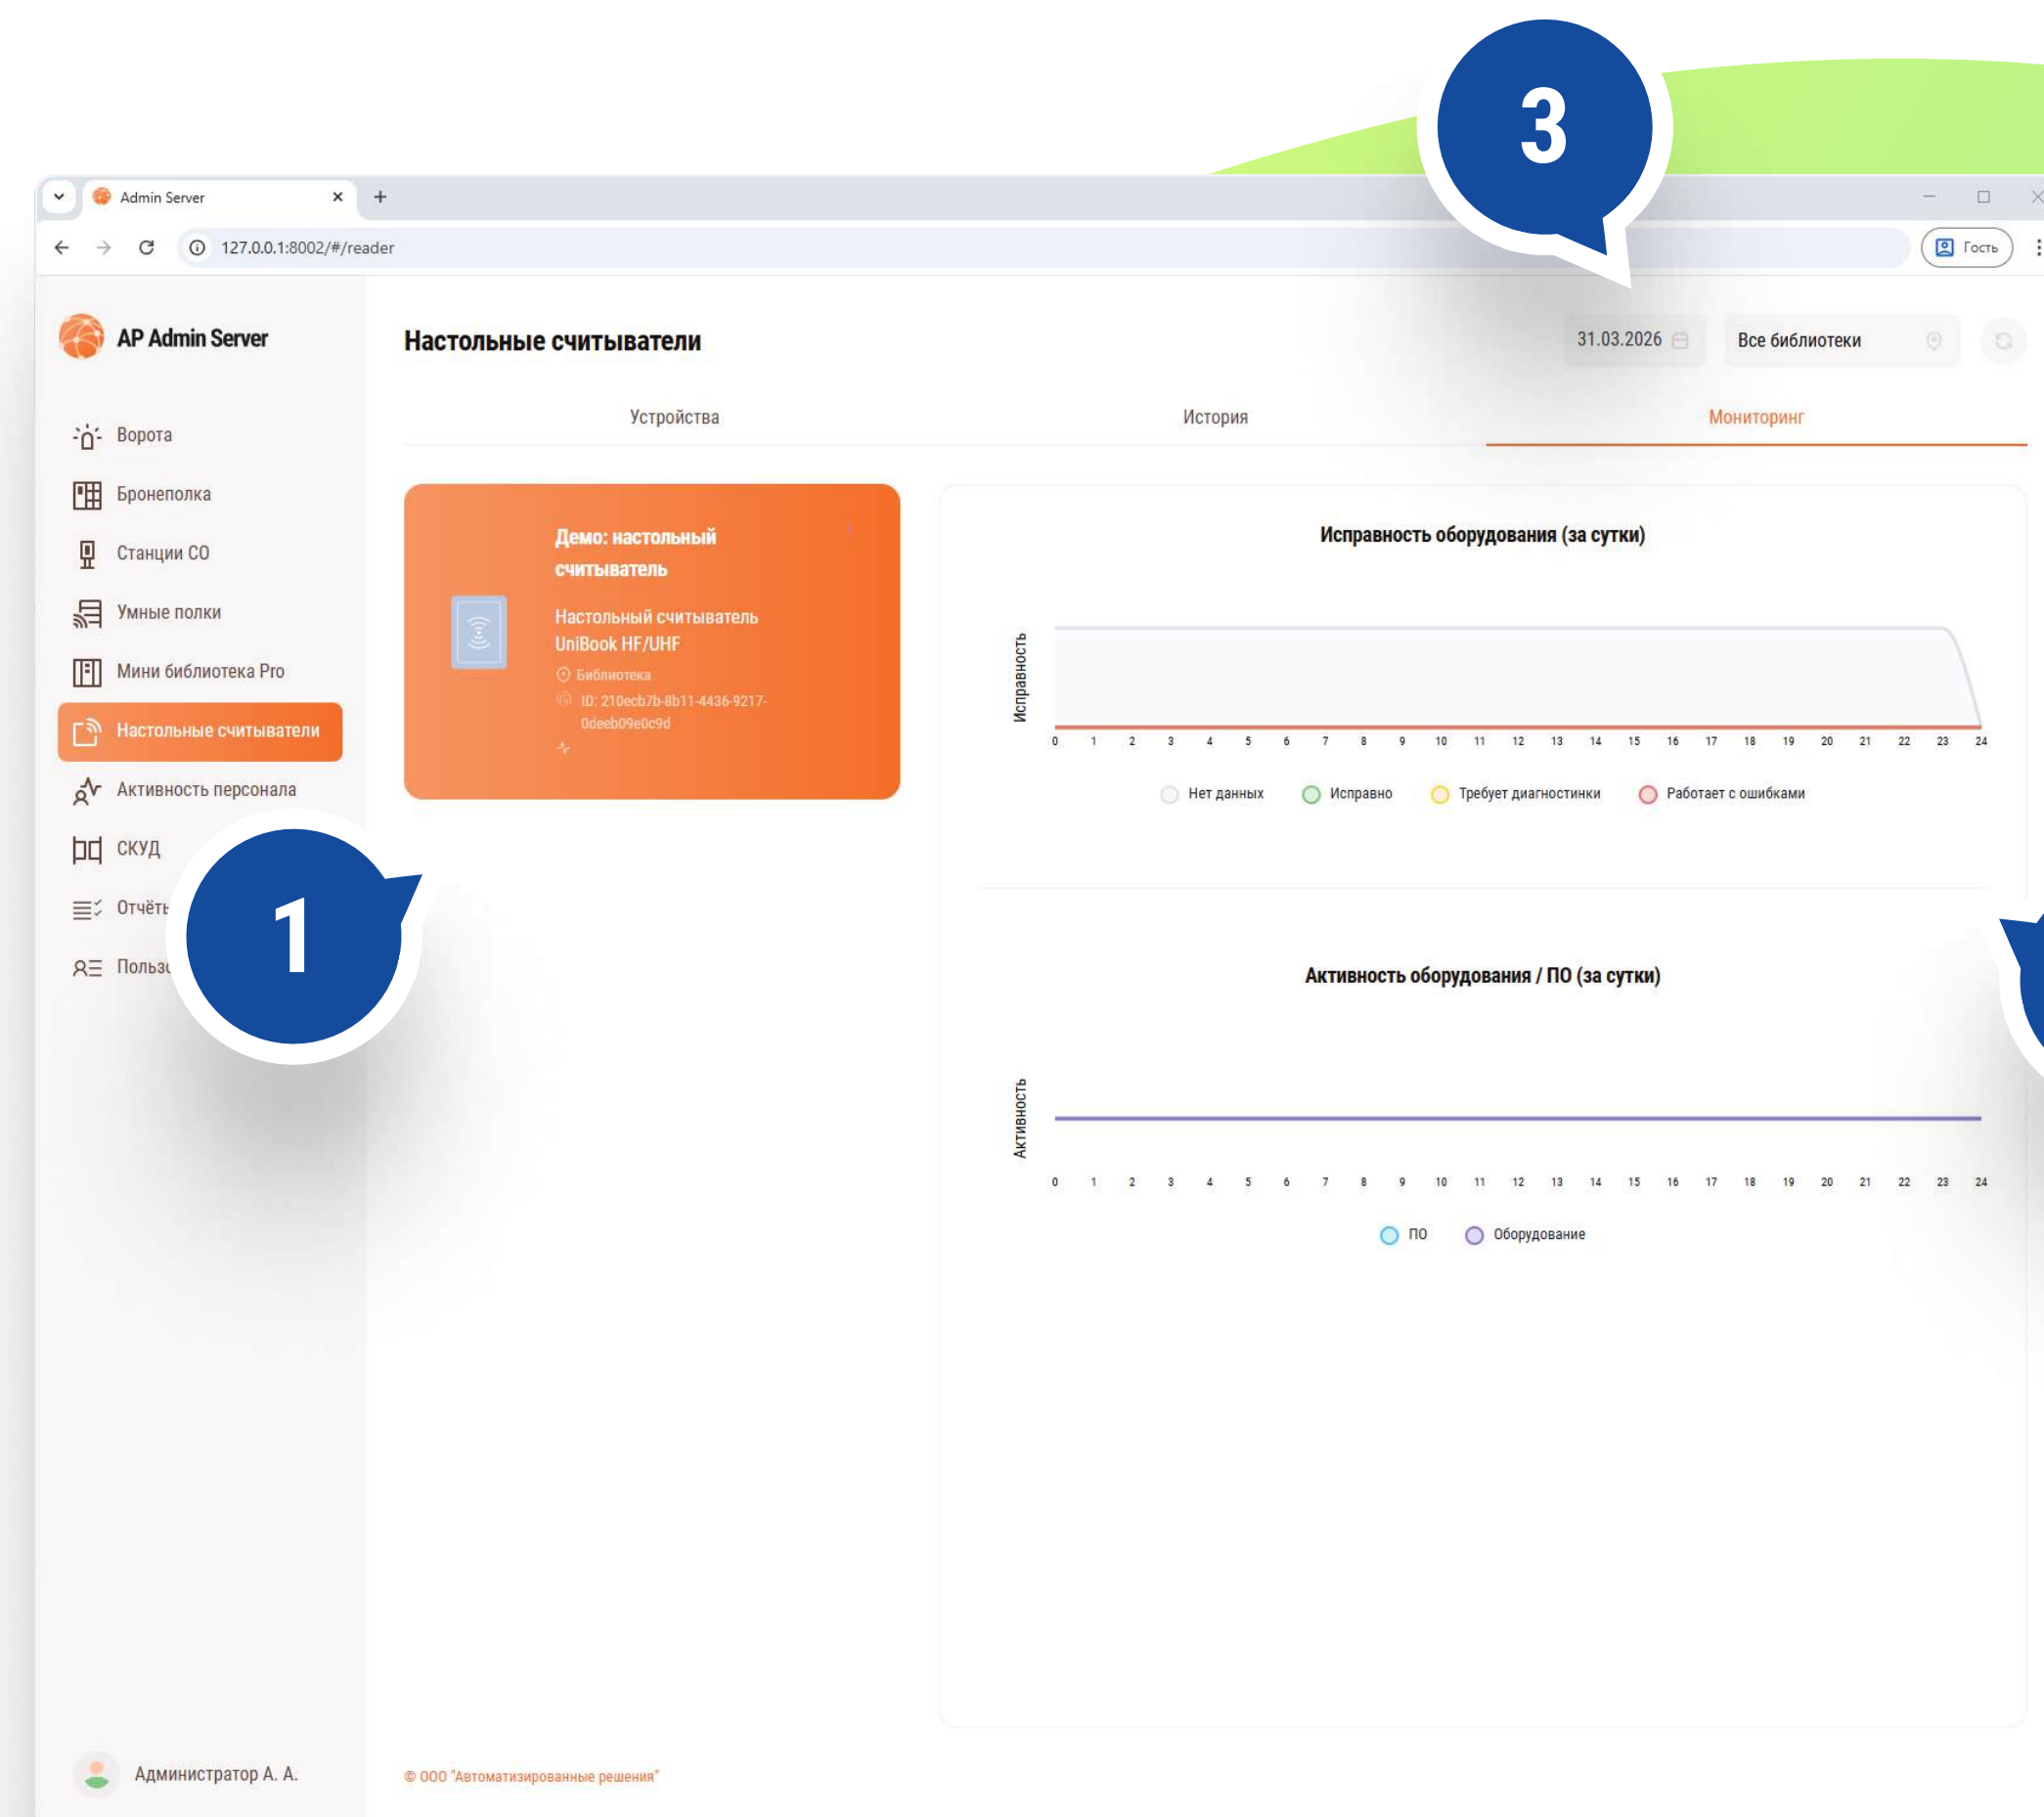 3
Admin Server
127.0.0.1:8002/#/reader
Гость
AP Admin Server
Настольные считыватели
31.03.2026
Все библиотеки
Устройства
История
Мониторинг
Ворота
Бронеполка
Станции СО
Умные полки
Мини библиотека Pro
Настольные считыватели
Активность персонала
СКУД
1
Демо: настольный
считыватель
Настольный считыватель
UniBook HF/UHF
Библиотека
ID: 210ecb7b-8b11-4436-9217-
0deeb09e0c9d
Исправность оборудования (за сутки)
Исправность
0 1 2 3 4 5 6 7 8 9 10 11 12 13 14 15 16 17 18 19 20 21 22 23 24
Нет данных Исправно Требует диагностинки Работает с ошибками
Активность оборудования / ПО (за сутки)
Активность
0 1 2 3 4 5 6 7 8 9 10 11 12 13 14 15 16 17 18 19 20 21 22 23 24
ПО Оборудование
Администратор А. А.
© ООО "Автоматизированные решения"